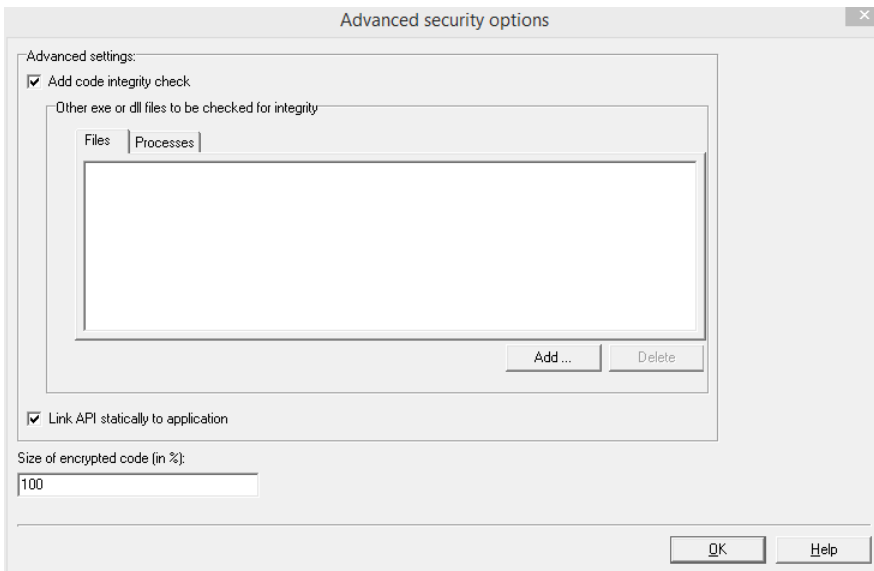 Advanced security options
Advanced settings:
Add code integrity check
Other exe or dll files to be checked for integrity
Files Processes
Add ... Delete
Link API statically to application
Size of encrypted code (in %):
100
OK Help